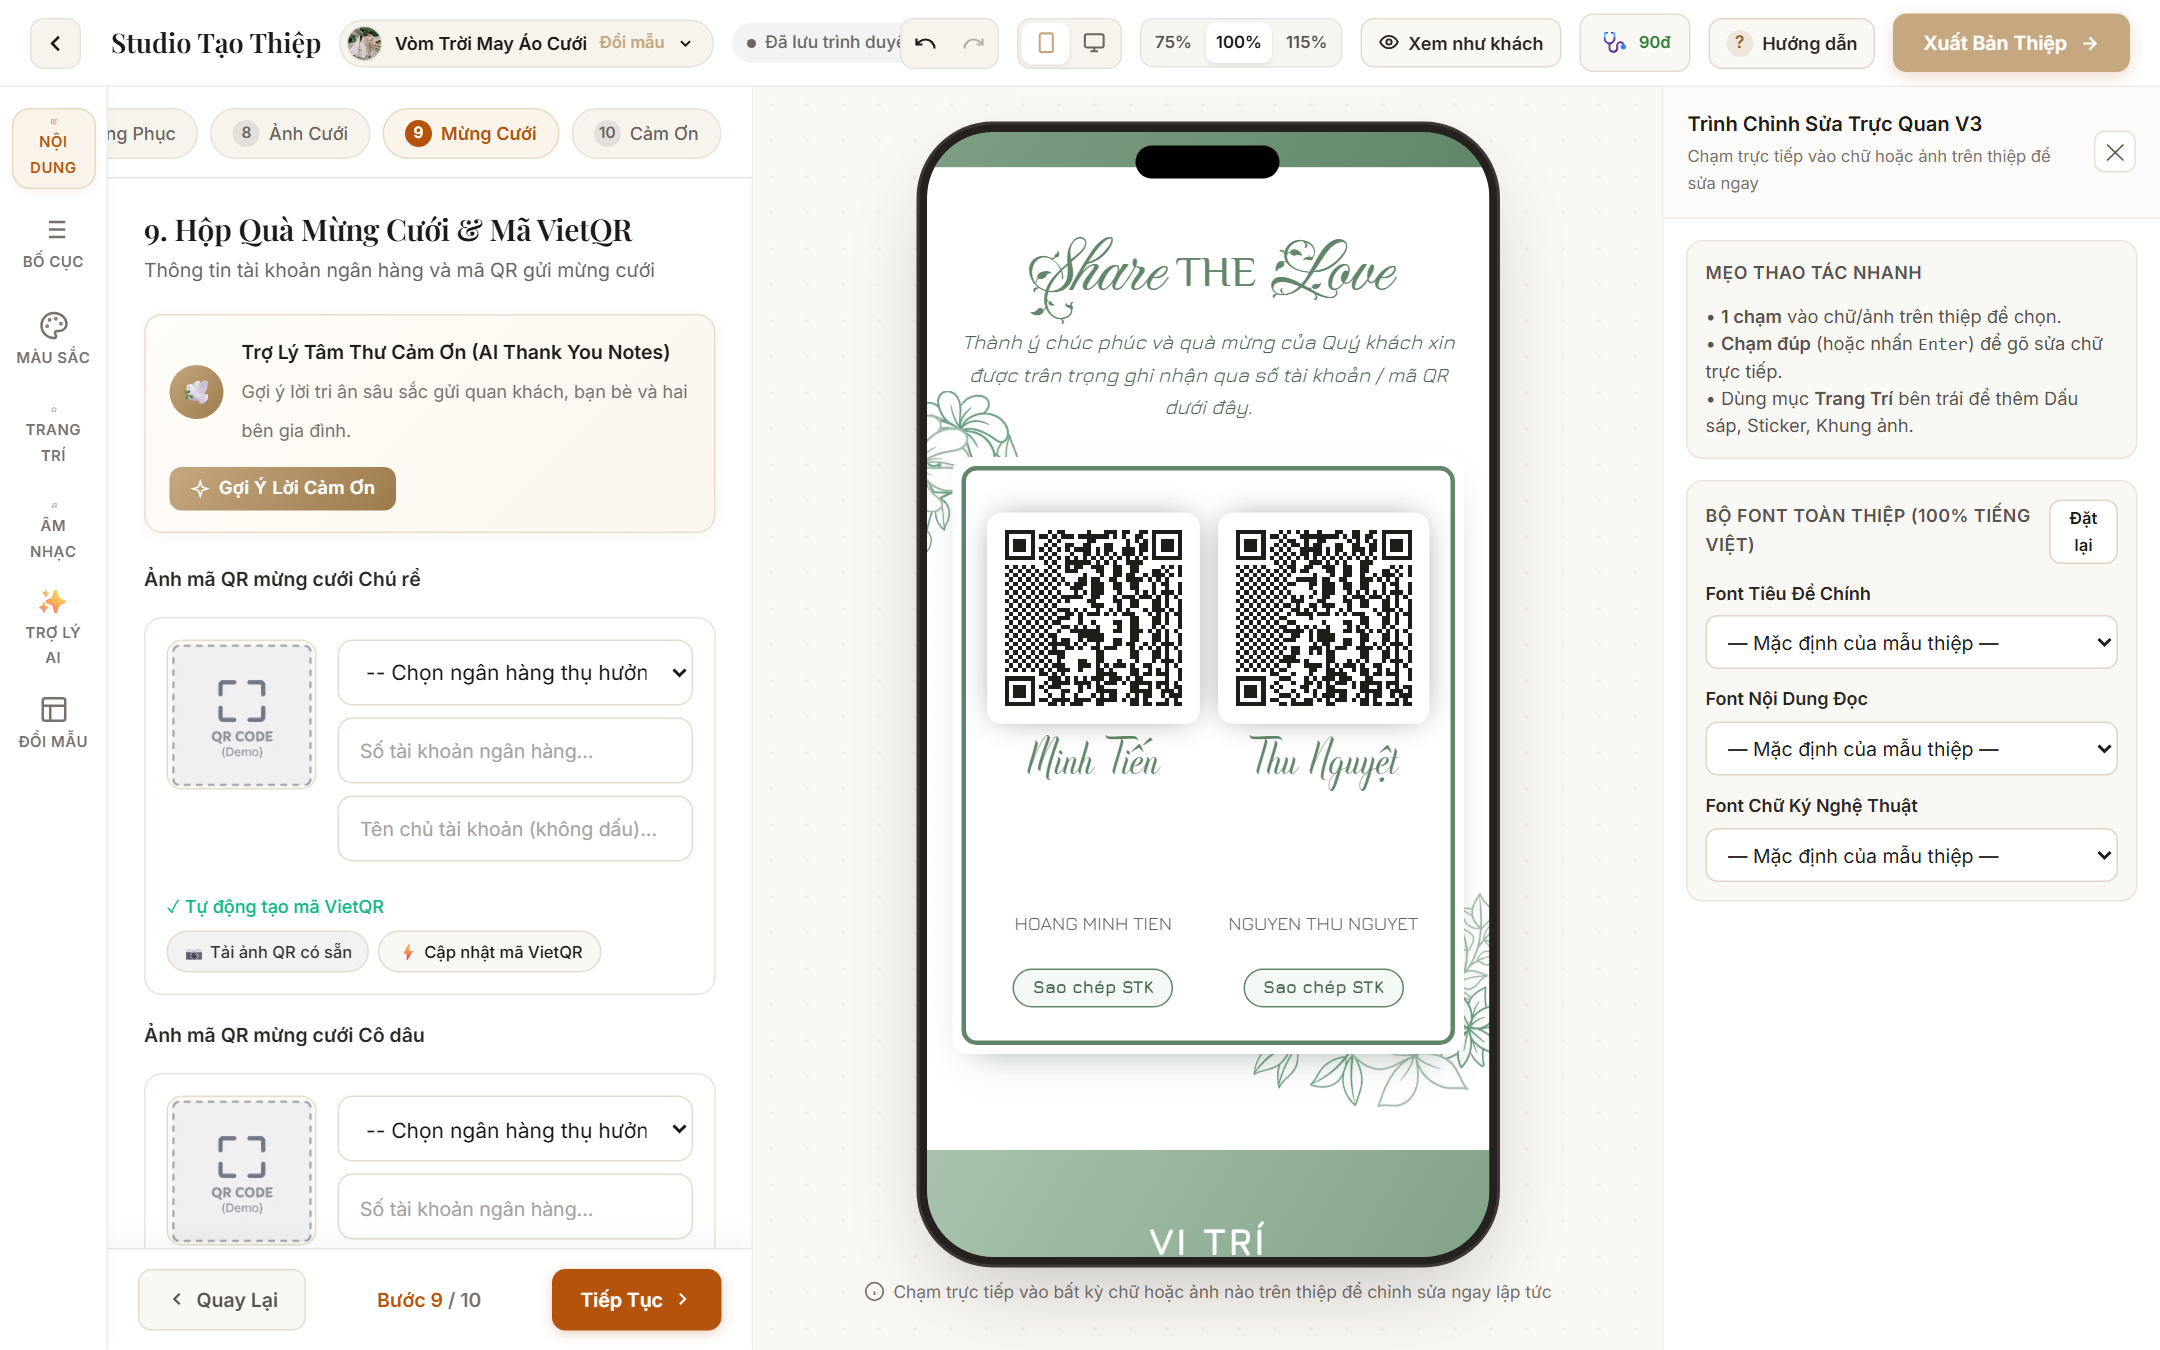 Studio Tạo Thiệp
Vòm Trời May Áo Cưới Đổi mẫu
Đã lưu trình duyệ
75% 100% 115%
Xem như khách
90đ
? Hướng dẫn
Xuất Bản Thiệp
NỘI
DUNG
BỐ CỤC
MÀU SẮC
TRANG
TRÍ
ÂM
NHẠC
TRỢ LÝ
AI
ĐỔI MẪU
ng Phục
8 Ảnh Cưới
9 Mừng Cưới
10 Cảm Ơn
9. Hộp Quà Mừng Cưới & Mã VietQR
Thông tin tài khoản ngân hàng và mã QR gửi mừng cưới
Trợ Lý Tâm Thư Cảm Ơn (AI Thank You Notes)
Gợi ý lời tri ân sâu sắc gửi quan khách, bạn bè và hai
bên gia đình.
Gợi Ý Lời Cảm Ơn
Ảnh mã QR mừng cưới Chú rể
QR CODE
(Demo)
-- Chọn ngân hàng thụ hưởn
Số tài khoản ngân hàng...
Tên chủ tài khoản (không dấu)...
✓ Tự động tạo mã VietQR
Tải ảnh QR có sẵn
Cập nhật mã VietQR
Ảnh mã QR mừng cưới Cô dâu
QR CODE
(Demo)
-- Chọn ngân hàng thụ hưởn
Số tài khoản ngân hàng...
Quay Lại
Bước 9 / 10
Tiếp Tục
Share THE Love
Thành ý chúc phúc và quà mừng của Quý khách xin
được trân trọng ghi nhận qua số tài khoản / mã QR
dưới đây.
Minh Tiến Thu Nguyệt
HOANG MINH TIEN NGUYEN THU NGUYET
Sao chép STK Sao chép STK
VỊ TRÍ
Chạm trực tiếp vào bất kỳ chữ hoặc ảnh nào trên thiệp để chỉnh sửa ngay lập tức
Trình Chỉnh Sửa Trực Quan V3
Chạm trực tiếp vào chữ hoặc ảnh trên thiệp để
sửa ngay
MẸO THAO TÁC NHANH
• 1 chạm vào chữ/ảnh trên thiệp để chọn.
• Chạm đúp (hoặc nhấn Enter) để gõ sửa chữ
trực tiếp.
• Dùng mục Trang Trí bên trái để thêm Dấu
sáp, Sticker, Khung ảnh.
BỘ FONT TOÀN THIỆP (100% TIẾNG
VIỆT)
Đặt
lại
Font Tiêu Đề Chính
— Mặc định của mẫu thiệp —
Font Nội Dung Đọc
— Mặc định của mẫu thiệp —
Font Chữ Ký Nghệ Thuật
— Mặc định của mẫu thiệp —